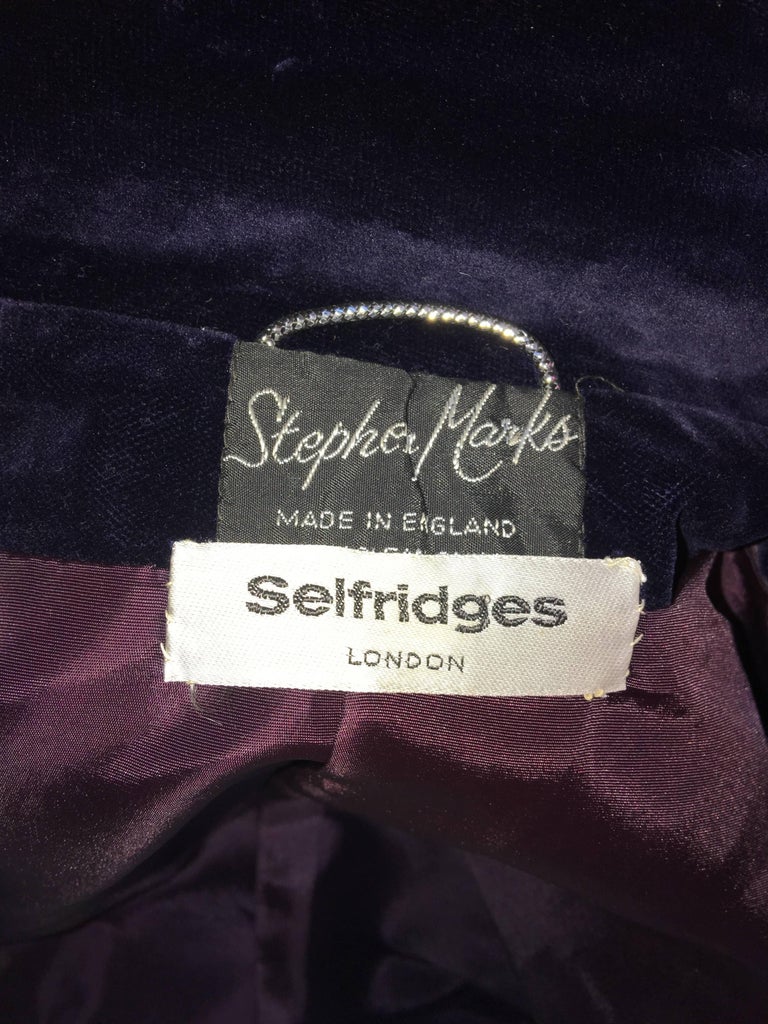 Stephen Marks
MADE IN ENGLAND
Selfridges
LONDON